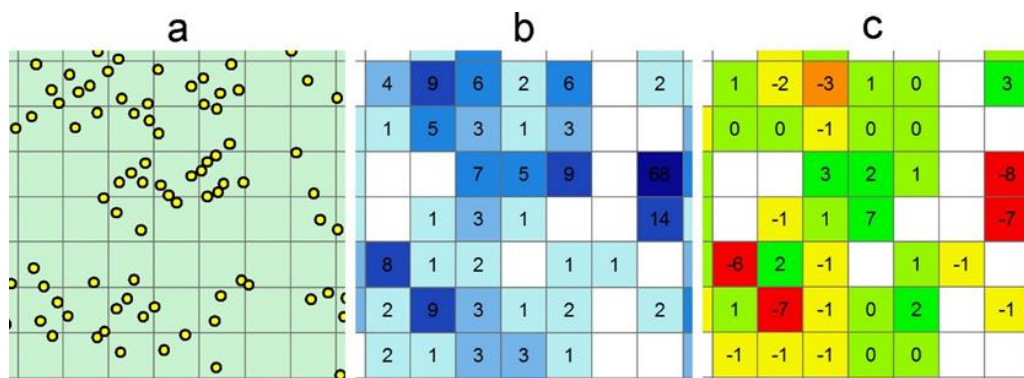 a b c
4 9 6 2 6 2 1 -2 -3 1 0 3
1 5 3 1 3 0 0 -1 0 0
7 5 9 68 3 2 1 -8
1 3 1 14 -1 1 7 -7
8 1 2 1 1 -6 2 -1 1 -1
2 9 3 1 2 2 1 -7 -1 0 2 -1
2 1 3 3 1 -1 -1 -1 0 0